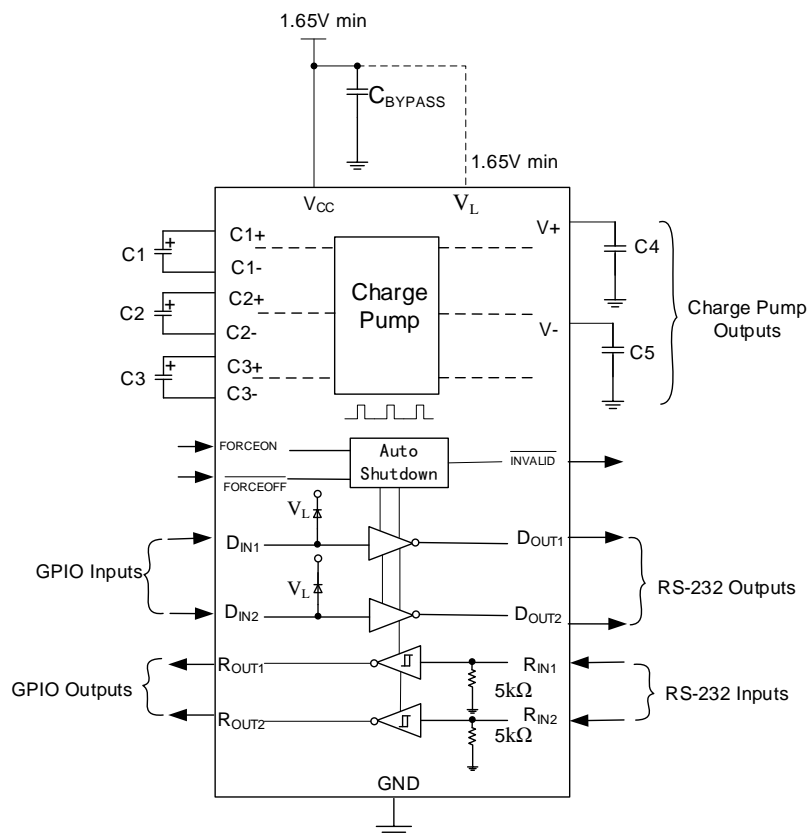 1.65V min
CBYPASS
1.65V min
VCC
VL
C1
+
C1+
C1-
C2
+
C2+
C2-
C3
+
C3+
C3-
Charge
Pump
V+
V-
C4
C5
Charge Pump
Outputs
FORCEON
FORCEOFF
Auto
Shutdown
INVALID
VL
DIN1
DOUT1
GPIO Inputs
VL
RS-232 Outputs
DIN2
DOUT2
ROUT1
RIN1
GPIO Outputs
5kΩ
RS-232 Inputs
ROUT2
RIN2
5kΩ
GND